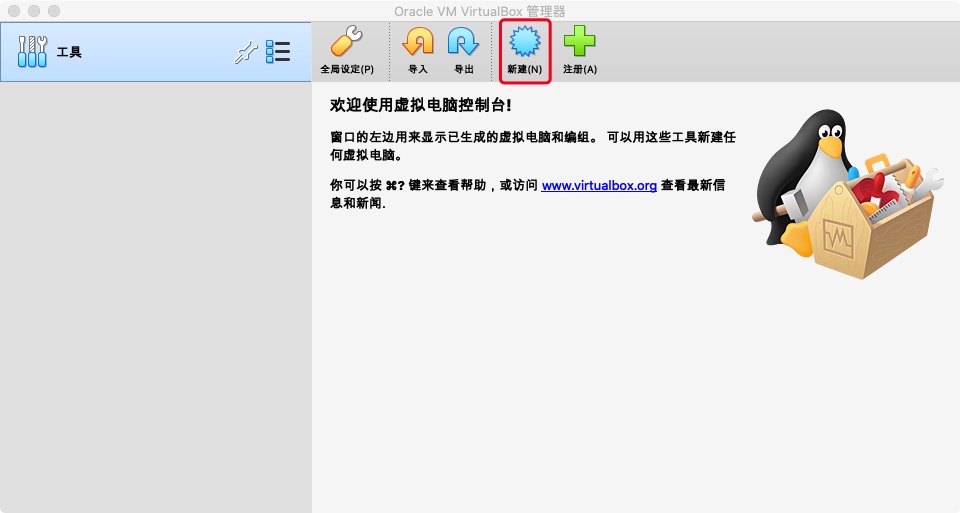 Oracle VM VirtualBox 管理器
工具
全局设定(P)
导入
导出
新建(N)
注册(A)
欢迎使用虚拟电脑控制台!
窗口的左边用来显示已生成的虚拟电脑和编组。 可以用这些工具新建任
何虚拟电脑。
你可以按 ⌘? 键来查看帮助，或访问 www.virtualbox.org 查看最新信
息和新闻.